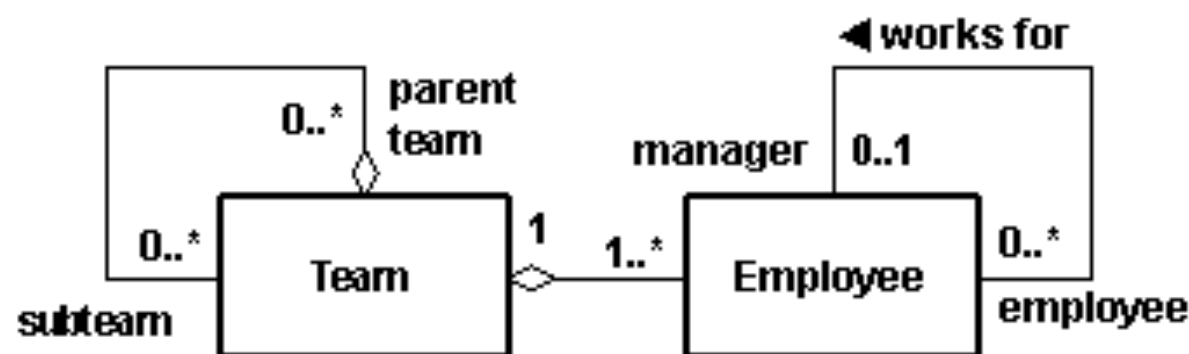 ◄ works for
parent
team
0..*
manager
0..1
0..*
Team
1
1..*
Employee
0..*
subteam
employee